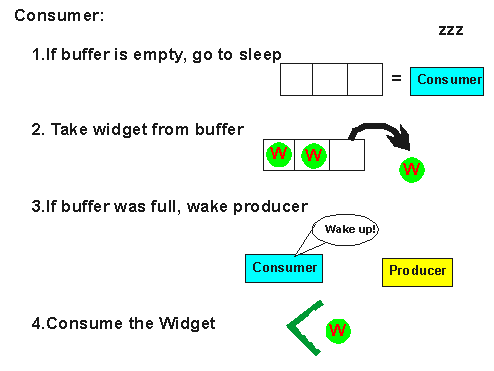 Consumer:
zzz
1.If buffer is empty, go to sleep
= Consumer
2. Take widget from buffer
W W
W
3.If buffer was full, wake producer
Wake up!
Consumer Producer
4.Consume the Widget
W